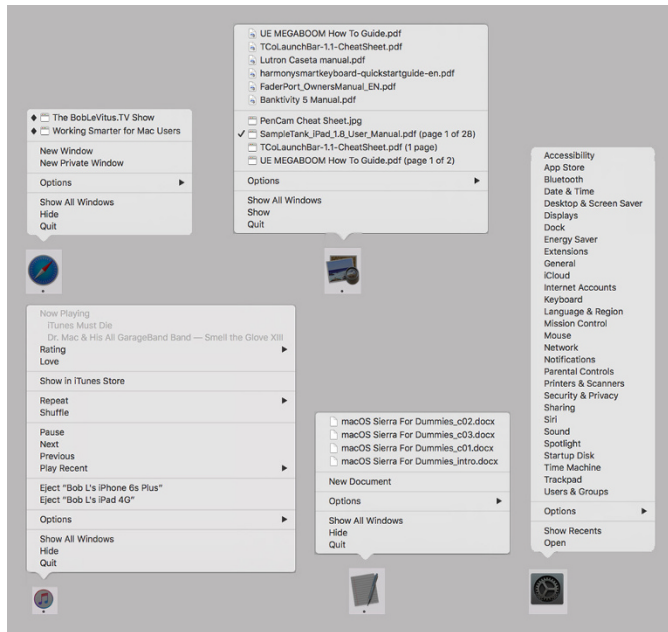 The BobLeVitus.TV Show
Working Smarter for Mac Users
New Window
New Private Window
Options
Show All Windows
Hide
Quit
UE MEGABOOM How To Guide.pdf
TCoLaunchBar-1.1-CheatSheet.pdf
Lutron Caseta manual.pdf
harmonysmartkeyboard-quickstartguide-en.pdf
FaderPort_OwnersManual_EN.pdf
Banktivity 5 Manual.pdf
PenCam Cheat Sheet.jpg
SampleTank_iPad_1.8_User_Manual.pdf (page 1 of 28)
TCoLaunchBar-1.1-CheatSheet.pdf (1 page)
UE MEGABOOM How To Guide.pdf (page 1 of 2)
Options
Show All Windows
Show
Quit
Now Playing
iTunes Must Die
Dr. Mac & His All GarageBand Band — Smell the Glove XIII
Rating
Love
Show in iTunes Store
Repeat
Shuffle
Pause
Next
Previous
Play Recent
Eject "Bob L's iPhone 6s Plus"
Eject "Bob L's iPad 4G"
Options
Show All Windows
Hide
Quit
macOS Sierra For Dummies_c02.docx
macOS Sierra For Dummies_c03.docx
macOS Sierra For Dummies_c01.docx
macOS Sierra For Dummies_intro.docx
New Document
Options
Show All Windows
Hide
Quit
Accessibility
App Store
Bluetooth
Date & Time
Desktop & Screen Saver
Displays
Dock
Energy Saver
Extensions
General
iCloud
Internet Accounts
Keyboard
Language & Region
Mission Control
Mouse
Network
Notifications
Parental Controls
Printers & Scanners
Security & Privacy
Sharing
Siri
Sound
Spotlight
Startup Disk
Time Machine
Trackpad
Users & Groups
Options
Show Recents
Open